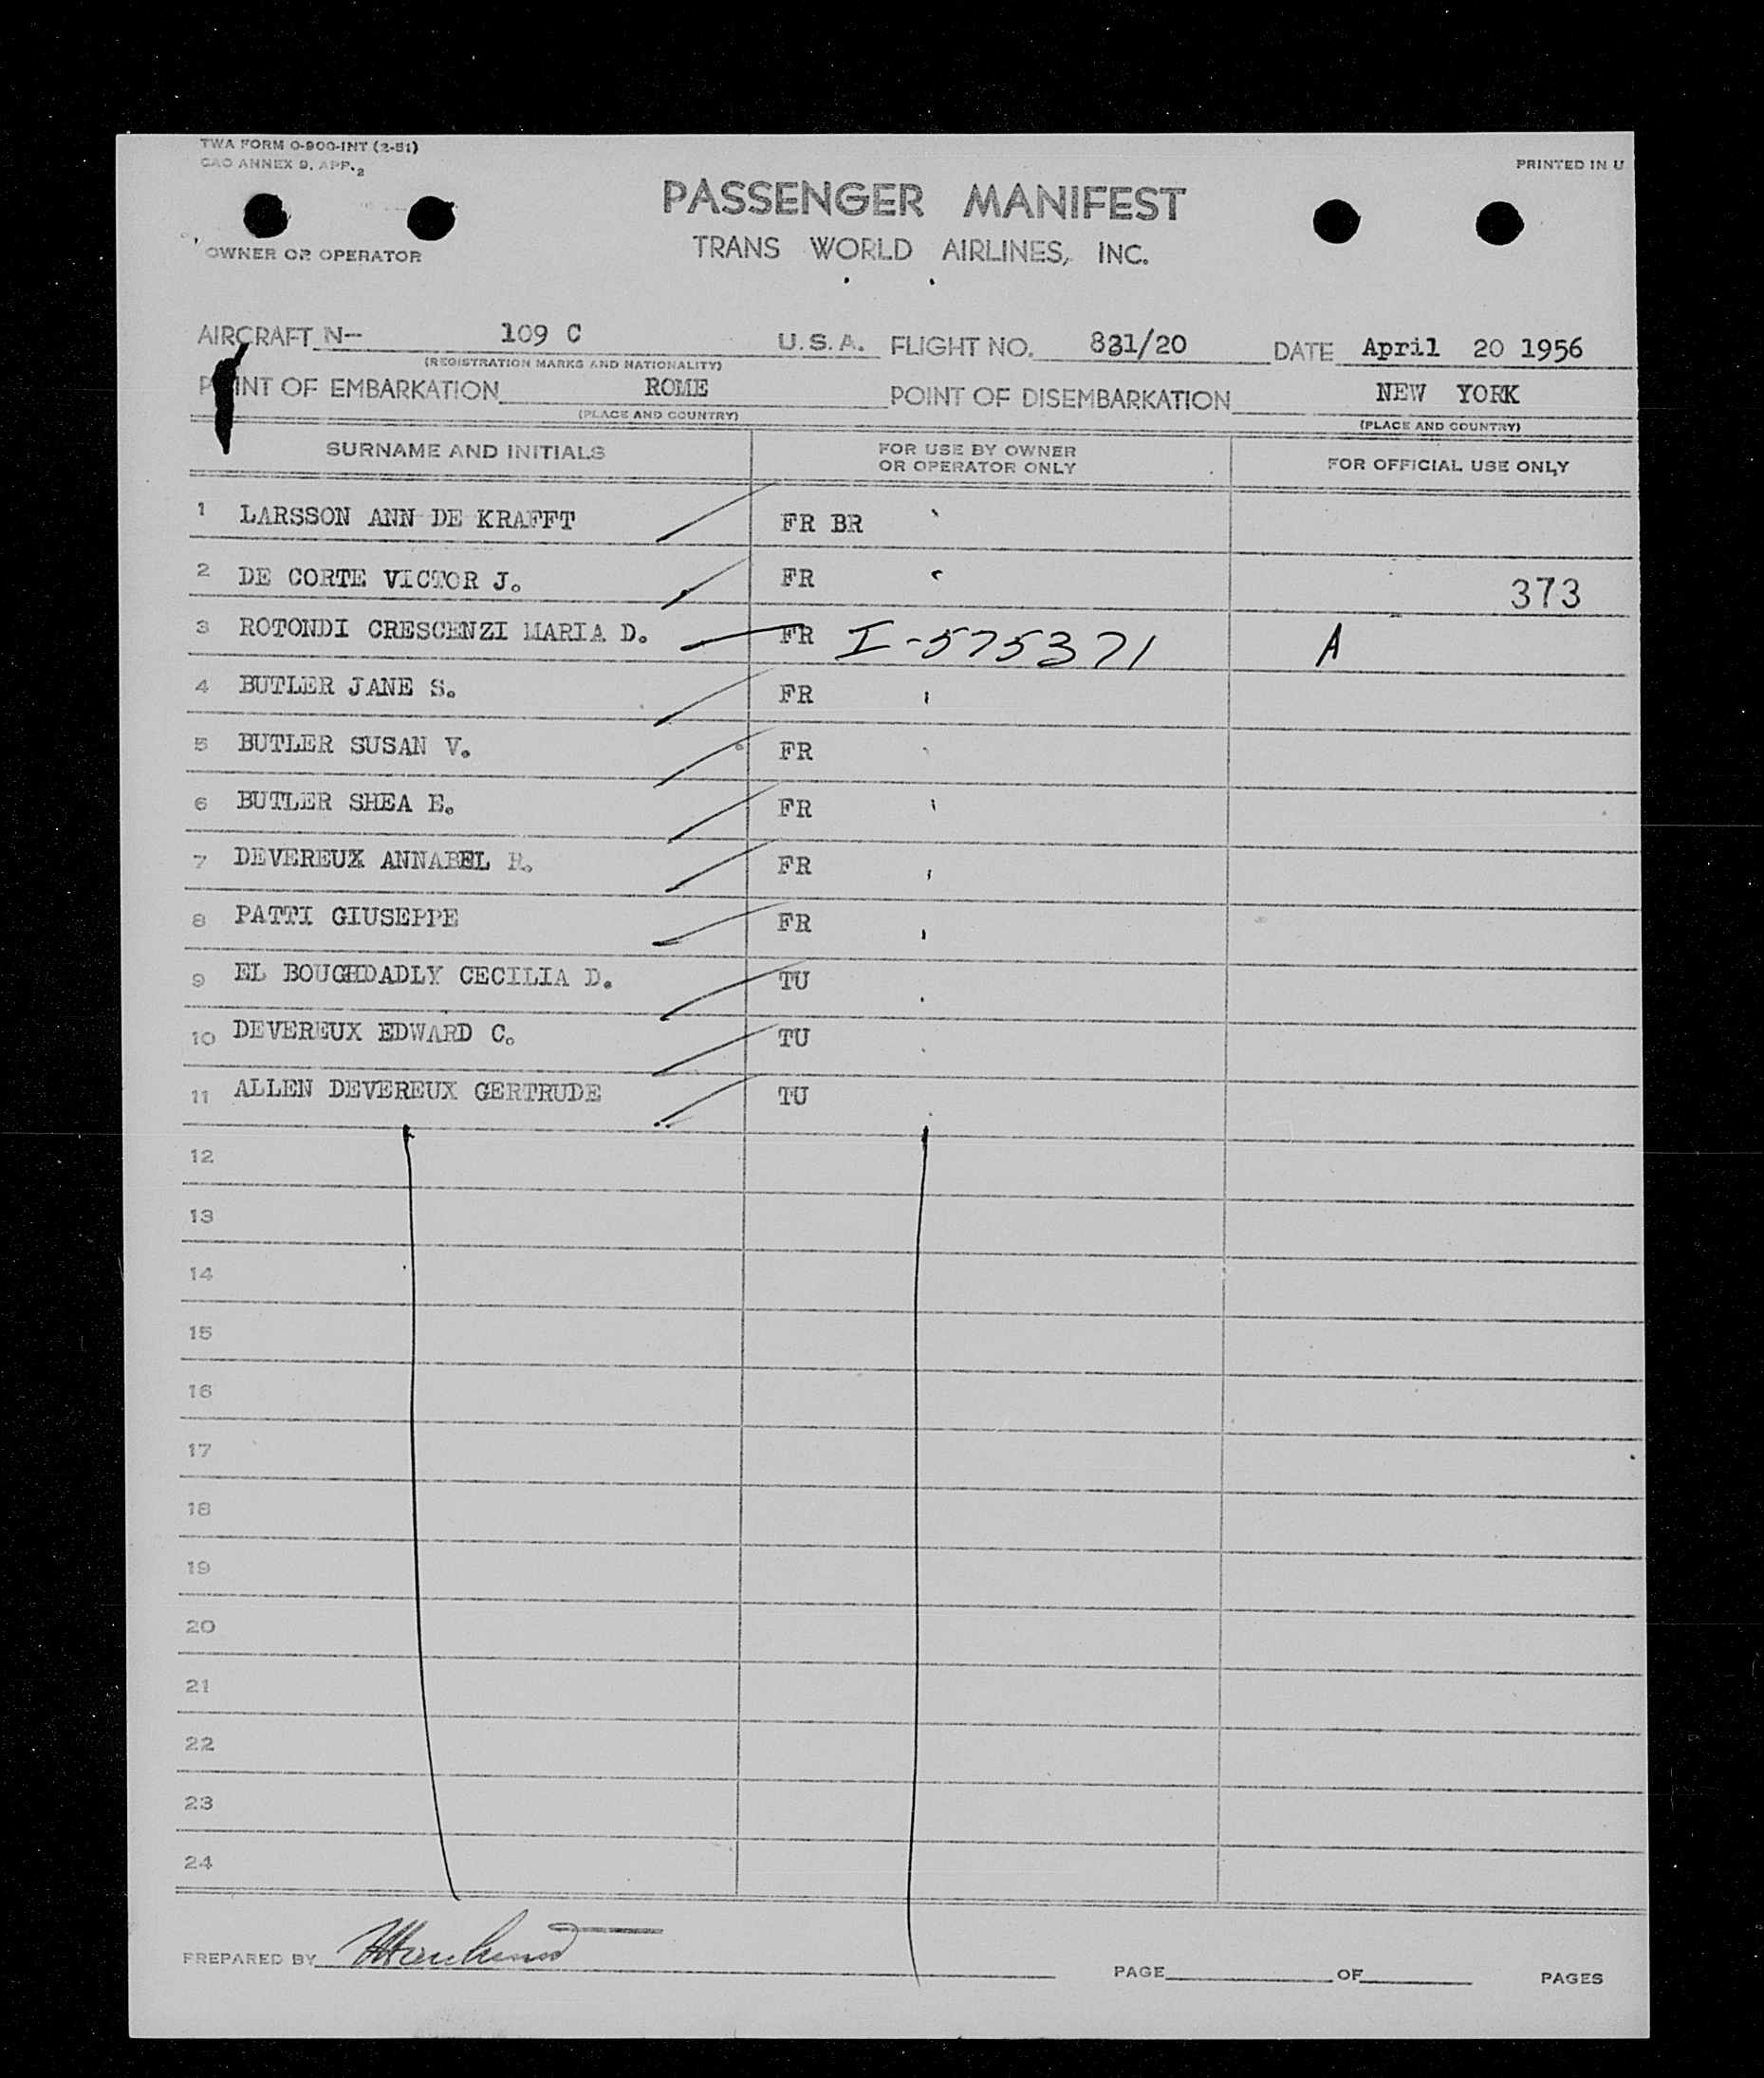 TWA FORM O-900-INT (2-51)
CAO ANNEX 9, APP. 2
PRINTED IN U
PASSENGER MANIFEST
OWNER OR OPERATOR
TRANS WORLD AIRLINES, INC.
AIRCRAFT N- 109 C U.S.A. FLIGHT NO. 831/20 DATE April 20 1956
(REGISTRATION MARKS AND NATIONALITY)
POINT OF EMBARKATION ROME POINT OF DISEMBARKATION NEW YORK
(PLACE AND COUNTRY) (PLACE AND COUNTRY)
SURNAME AND INITIALS FOR USE BY OWNER OR OPERATOR ONLY FOR OFFICIAL USE ONLY
1 LARSSON ANN DE KRAFFT FR BR
2 DE CORTE VICTOR J. FR 373
3 ROTONDI CRESCENZI MARIA D. FR I-575371 A
4 BUTLER JANE S. FR
5 BUTLER SUSAN V. FR
6 BUTLER SHEA E. FR
7 DEVEREUX ANNABEL R. FR
8 PATTI GIUSEPPE FR
9 EL BOUGHDADLY CECILIA D. TU
10 DEVEREUX EDWARD C. TU
11 ALLEN DEVEREUX GERTRUDE TU
12
13
14
15
16
17
18
19
20
21
22
23
24
PREPARED BY PAGE OF PAGES